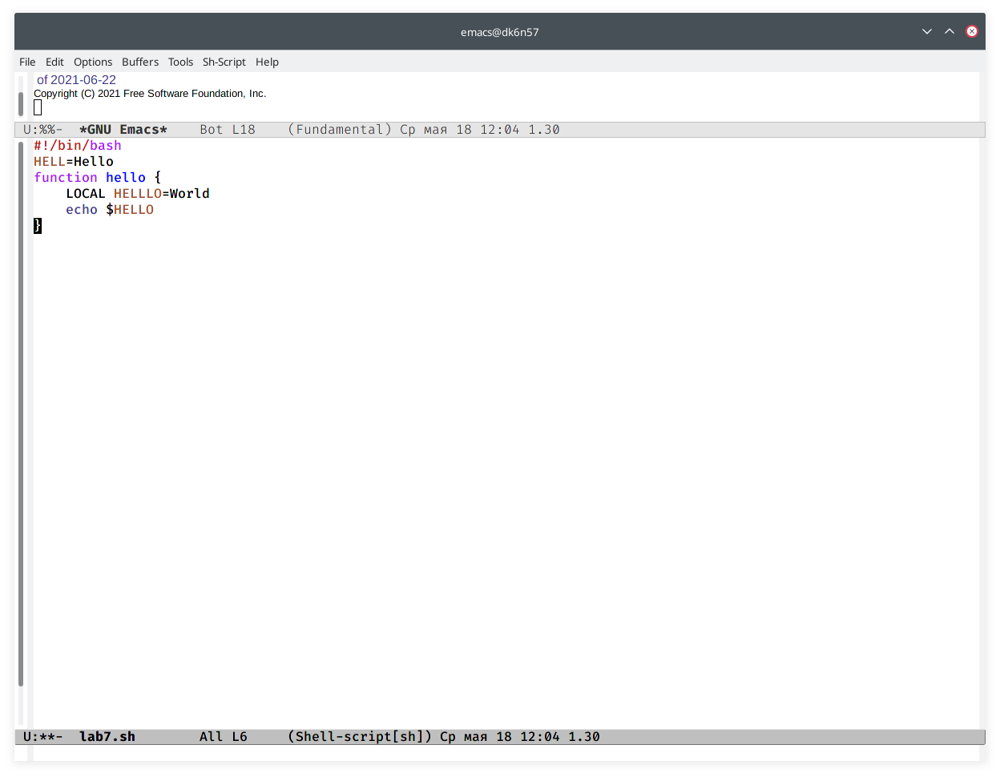 emacs@dk6n57
File Edit Options Buffers Tools Sh-Script Help
of 2021-06-22
Copyright (C) 2021 Free Software Foundation, Inc.
U:%%-  *GNU Emacs*    Bot L18    (Fundamental) Ср мая 18 12:04 1.30
#!/bin/bash
HELL=Hello
function hello {
    LOCAL HELLLO=World
    echo $HELLO
}
U:**-  lab7.sh        All L6     (Shell-script[sh]) Ср мая 18 12:04 1.30